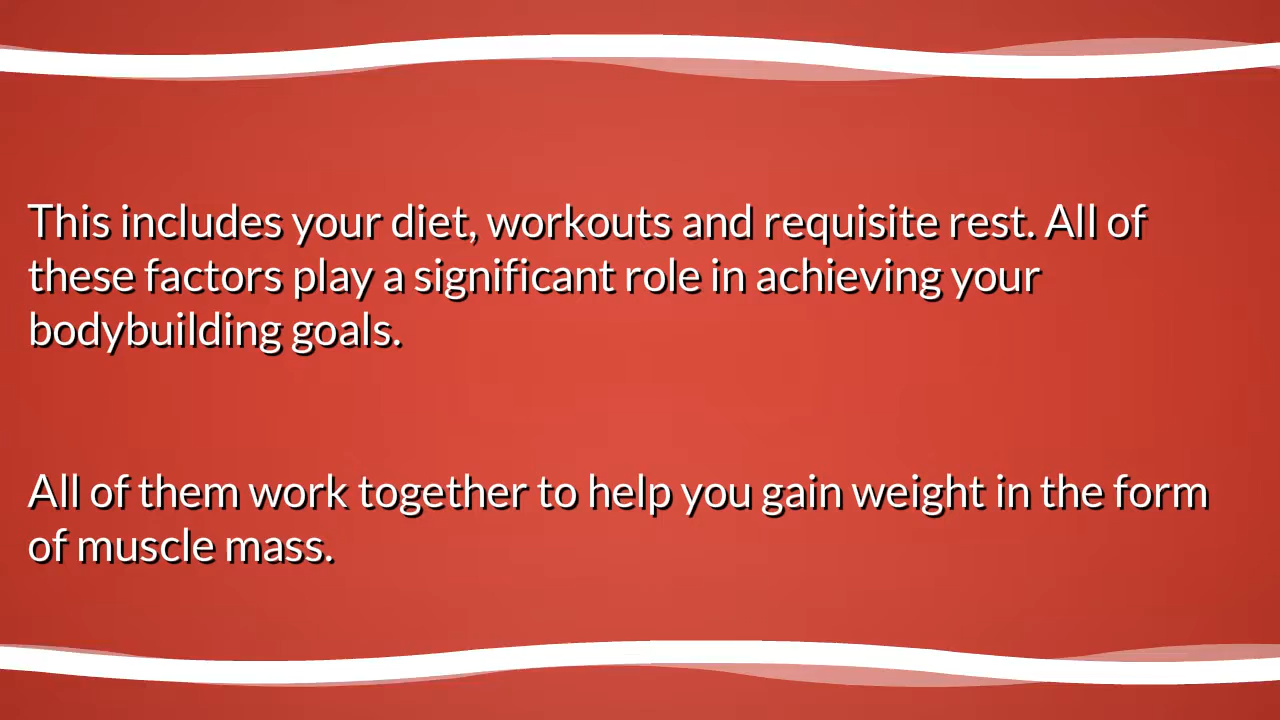 This includes your diet, workouts and requisite rest. All of
these factors play a significant role in achieving your
bodybuilding goals.
All of them work together to help you gain weight in the form
of muscle mass.